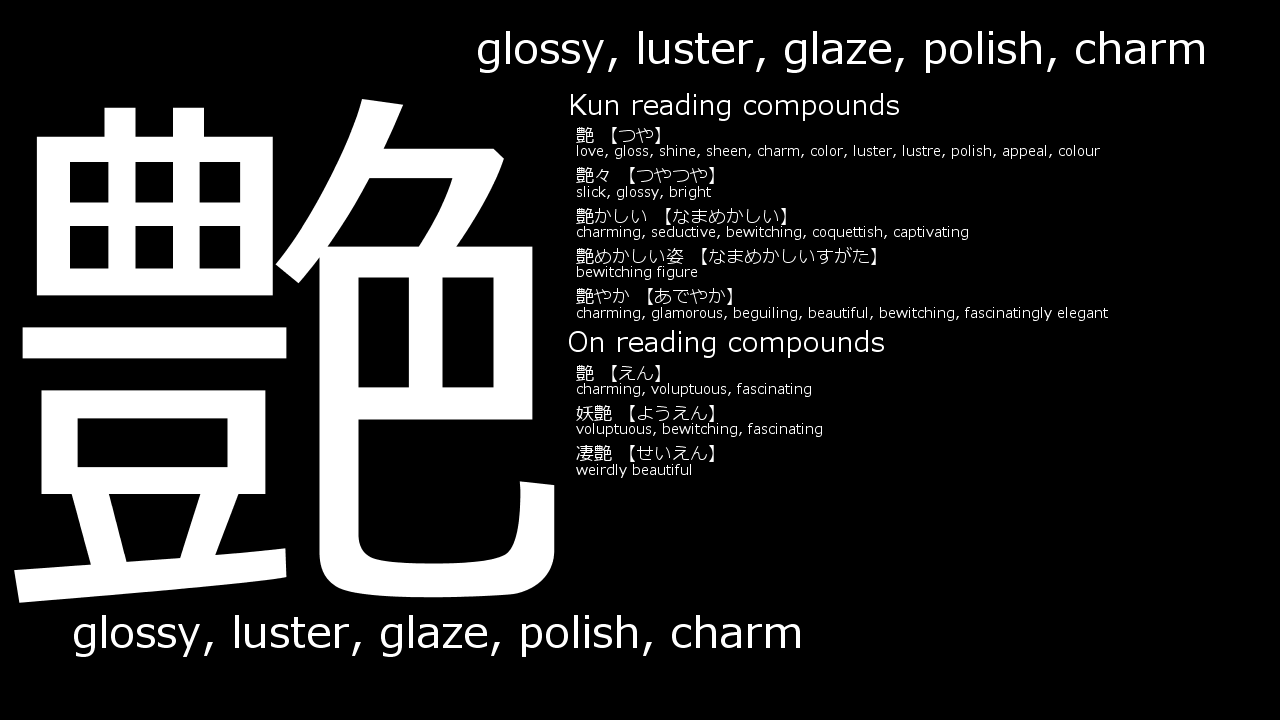 glossy, luster, glaze, polish, charm
艶
Kun reading compounds
艶 【つや】
love, gloss, shine, sheen, charm, color, luster, lustre, polish, appeal, colour
艶々 【つやつや】
slick, glossy, bright
艶かしい 【なまめかしい】
charming, seductive, bewitching, coquettish, captivating
艶めかしい姿 【なまめかしいすがた】
bewitching figure
艶やか 【あでやか】
charming, glamorous, beguiling, beautiful, bewitching, fascinatingly elegant
On reading compounds
艶 【えん】
charming, voluptuous, fascinating
妖艶 【ようえん】
voluptuous, bewitching, fascinating
凄艶 【せいえん】
weirdly beautiful
glossy, luster, glaze, polish, charm